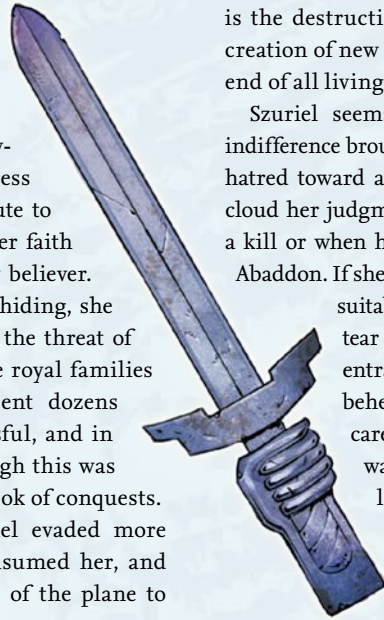 ess
ute to
er faith
believer.
hiding, she
the threat of
e royal families
ent dozens
sful, and in
gh this was
ok of conquests.
el evaded more
sumed her, and
of the plane to
is the destructi
creation of new
end of all living
Szuriel seem
indifference brou
hatred toward a
cloud her judgm
a kill or when h
Abaddon. If she
suital
tear
entra
behe
care
wa
l